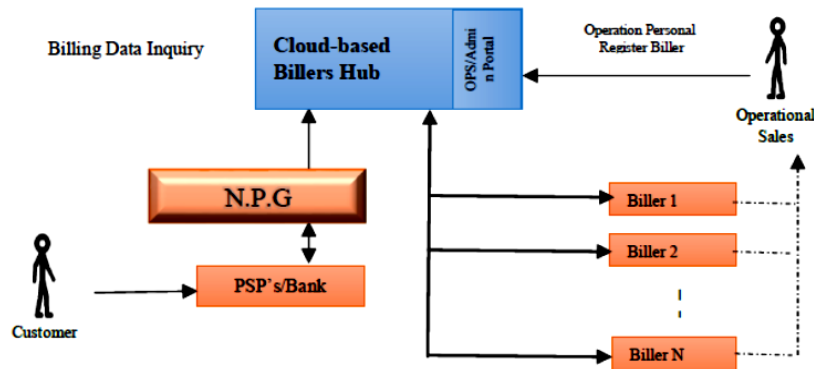 Billing Data Inquiry
Cloud-based
Billers Hub
OPS/Admi
n Portal
Operation Personal
Register Biller
Operational
Sales
N.P.G
Biller 1
Biller 2
PSP's/Bank
Customer
Biller N